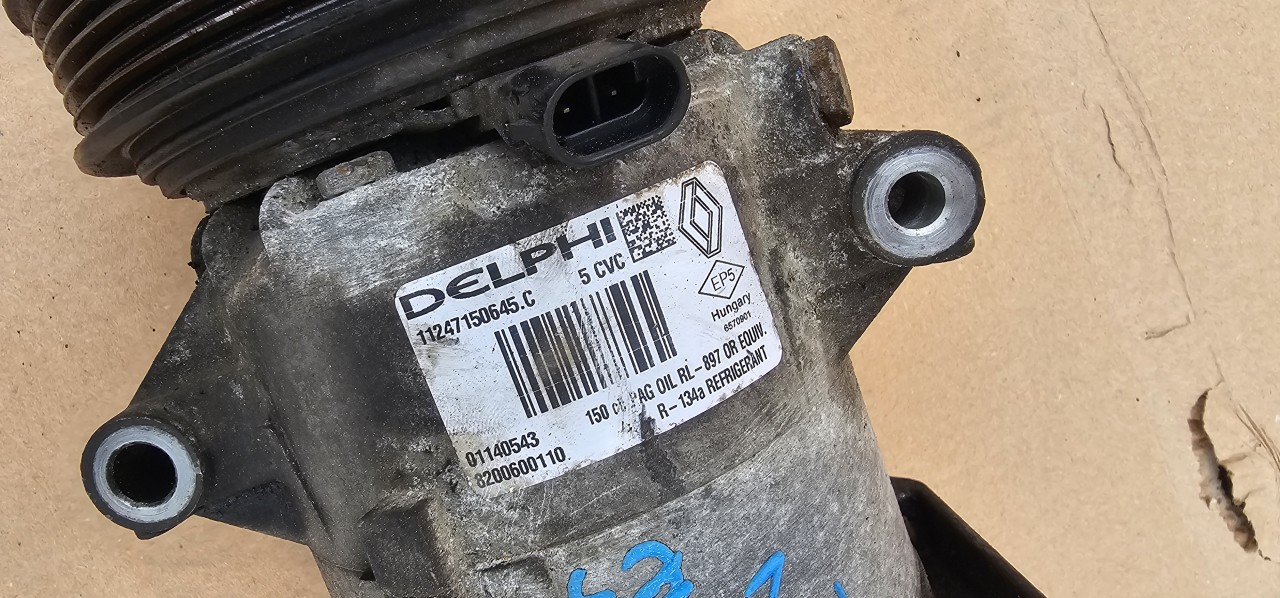 DELPHI
11247150645.C
5 CVC
EP5
Hungary
6570901
150 cc PAG OIL RL-897 OR EQUIV.
R-134a REFRIGERANT
01140543
8200600110